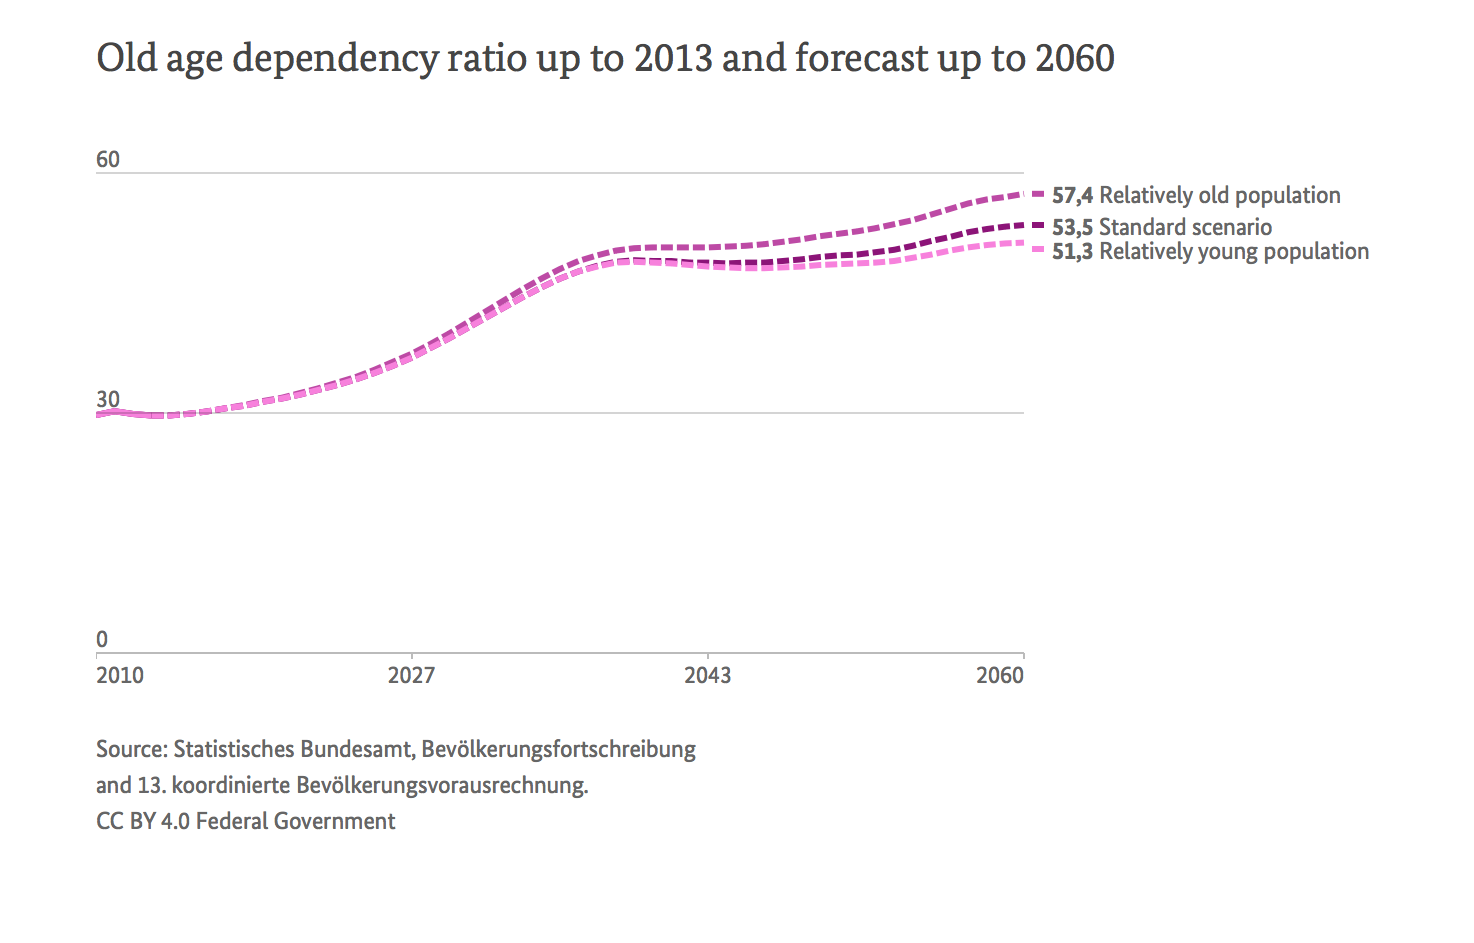 Old age dependency ratio up to 2013 and forecast up to 2060
60
57,4 Relatively old population
53,5 Standard scenario
51,3 Relatively young population
30
0
2010 2027 2043 2060
Source: Statistisches Bundesamt, Bevölkerungsfortschreibung
and 13. koordinierte Bevölkerungsvorausrechnung.
CC BY 4.0 Federal Government